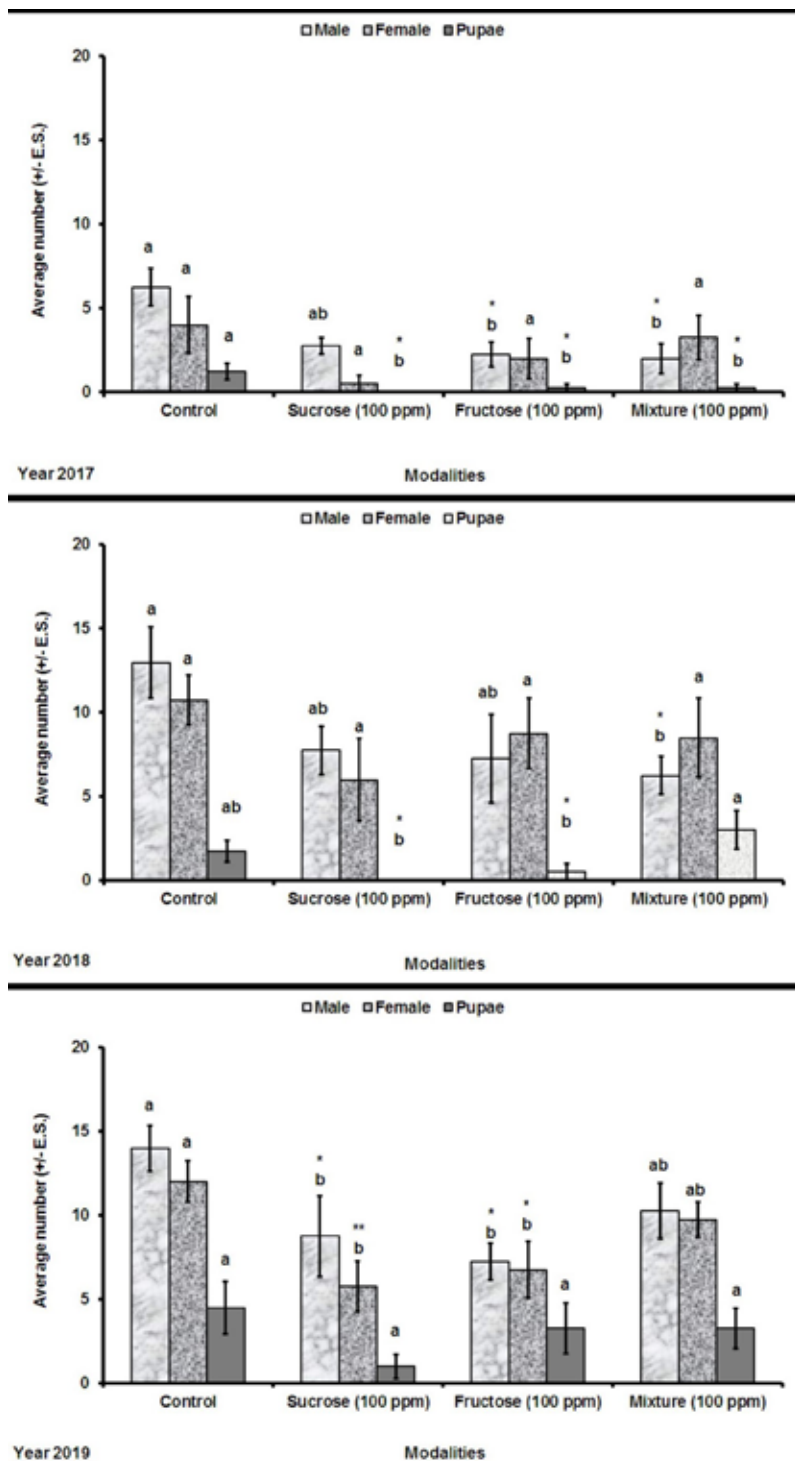 Male Female Pupae
20
15
10
5
0
Average number (+/- E.S.)
a
a
a
ab
a
*
b
*
b
a
*
b
*
b
a
*
b
Control Sucrose (100 ppm) Fructose (100 ppm) Mixture (100 ppm)
Year 2017 Modalities
Male Female Pupae
20
15
10
5
0
Average number (+/- E.S.)
a
a
ab
ab
a
*
b
ab
a
*
b
*
b
a
a
Control Sucrose (100 ppm) Fructose (100 ppm) Mixture (100 ppm)
Year 2018 Modalities
Male Female Pupae
20
15
10
5
0
Average number (+/- E.S.)
a
a
a
*
b
**
b
a
*
b
*
b
a
ab
ab
a
Control Sucrose (100 ppm) Fructose (100 ppm) Mixture (100 ppm)
Year 2019 Modalities